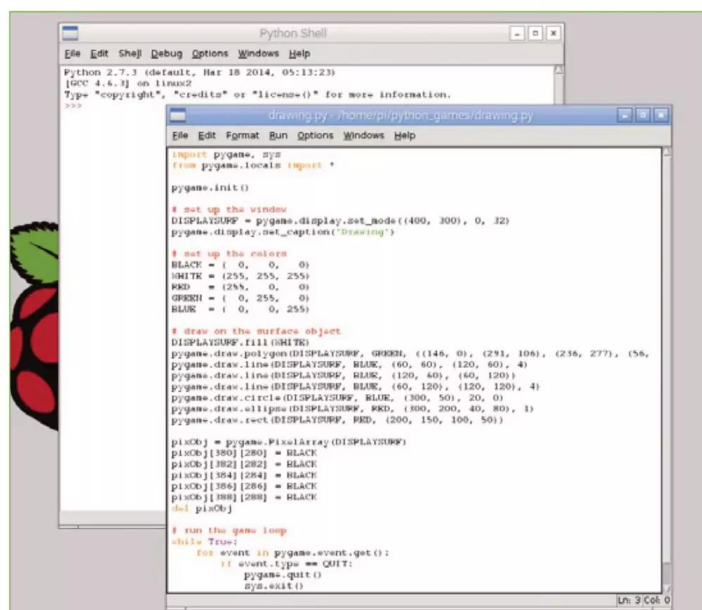 Python Shell
File Edit Shell Debug Options Windows Help
Python 2.7.3 (default, Mar 18 2014, 05:13:23)
[GCC 4.6.3] on linux2
Type "copyright", "credits" or "license()" for more information.
>>>
drawing.py - /home/pi/python_games/drawing.py
File Edit Format Run Options Windows Help
import pygame, sys
from pygame.locals import *
pygame.init()
# set up the window
DISPLAYSURF = pygame.display.set_mode((400, 300), 0, 32)
pygame.display.set_caption('Drawing')
# set up the colors
BLACK = (  0,   0,   0)
WHITE = (255, 255, 255)
RED   = (255,   0,   0)
GREEN = (  0, 255,   0)
BLUE  = (  0,   0, 255)
# draw on the surface object
DISPLAYSURF.fill(WHITE)
pygame.draw.polygon(DISPLAYSURF, GREEN, ((146, 0), (291, 106), (236, 277), (56,
pygame.draw.line(DISPLAYSURF, BLUE, (60, 60), (120, 60), 4)
pygame.draw.line(DISPLAYSURF, BLUE, (120, 60), (60, 120))
pygame.draw.line(DISPLAYSURF, BLUE, (60, 120), (120, 120), 4)
pygame.draw.circle(DISPLAYSURF, BLUE, (300, 50), 20, 0)
pygame.draw.ellipse(DISPLAYSURF, RED, (300, 200, 40, 80), 1)
pygame.draw.rect(DISPLAYSURF, RED, (200, 150, 100, 50))
pixObj = pygame.PixelArray(DISPLAYSURF)
pixObj[380][280] = BLACK
pixObj[382][282] = BLACK
pixObj[384][284] = BLACK
pixObj[386][286] = BLACK
pixObj[388][288] = BLACK
del pixObj
# run the game loop
while True:
    for event in pygame.event.get():
        if event.type == QUIT:
            pygame.quit()
            sys.exit()
Ln: 3 Col: 0